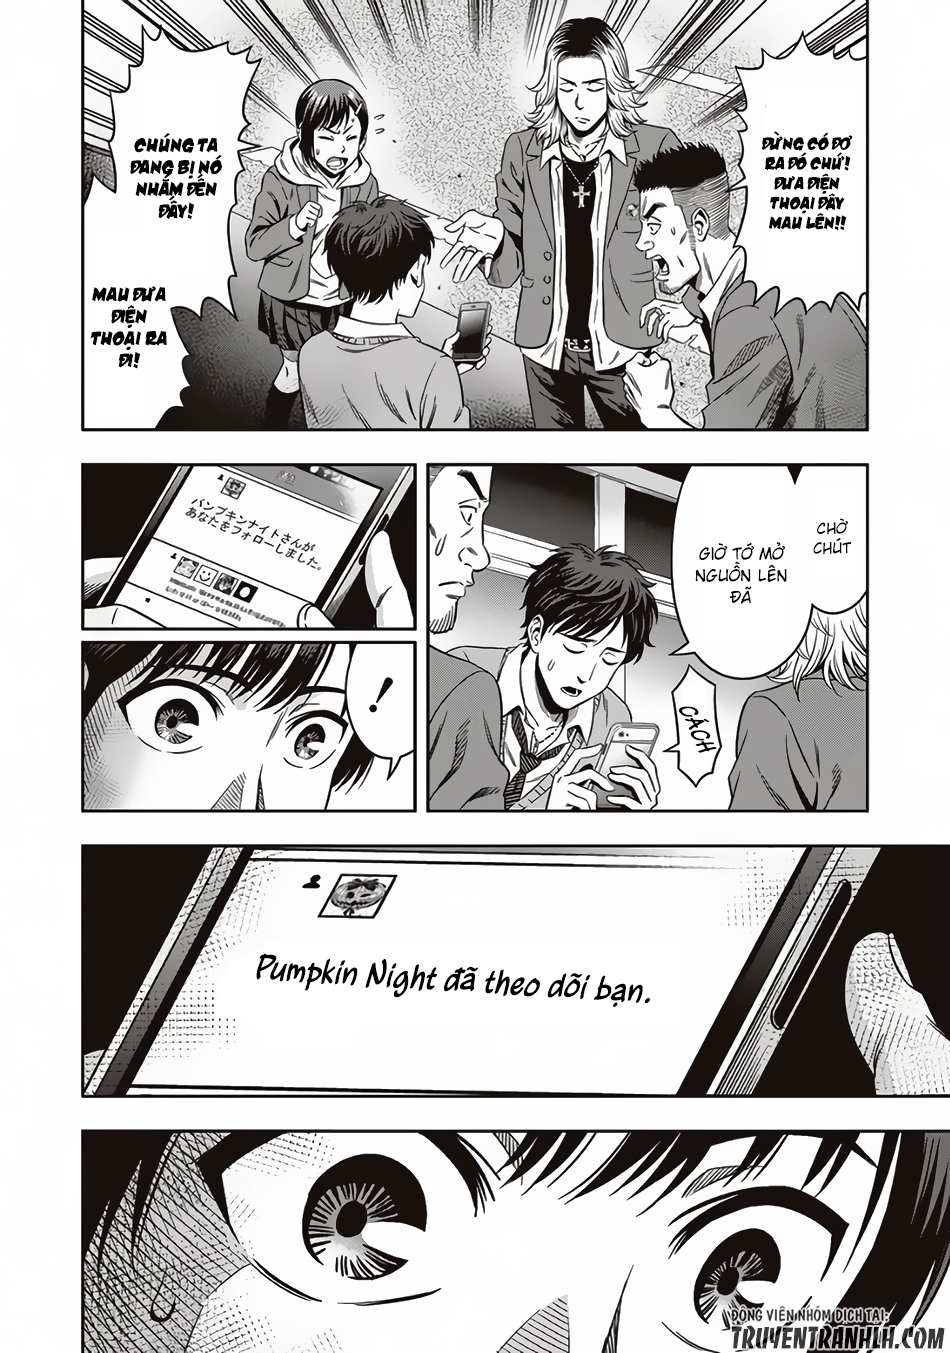 ĐỪNG CÓ ĐƠ
RA ĐÓ CHỨ!
ĐƯA ĐIỆN
THOẠI ĐÂY
MAU LÊN!!
CHÚNG TA
ĐANG BỊ NÓ
NHẮM ĐẾN
ĐẤY!
MAU ĐƯA
ĐIỆN
THOẠI RA
ĐI!
CHỜ
CHÚT
GIỜ TỚ MỞ
NGUỒN LÊN
ĐÃ
CÁCH
パンプキンナイトさんが
あなたをフォローしました。
!
Pumpkin Night đã theo dõi bạn.
ĐỘNG VIÊN NHÓM DỊCH TẠI:
TRUYENTRANHLH.COM